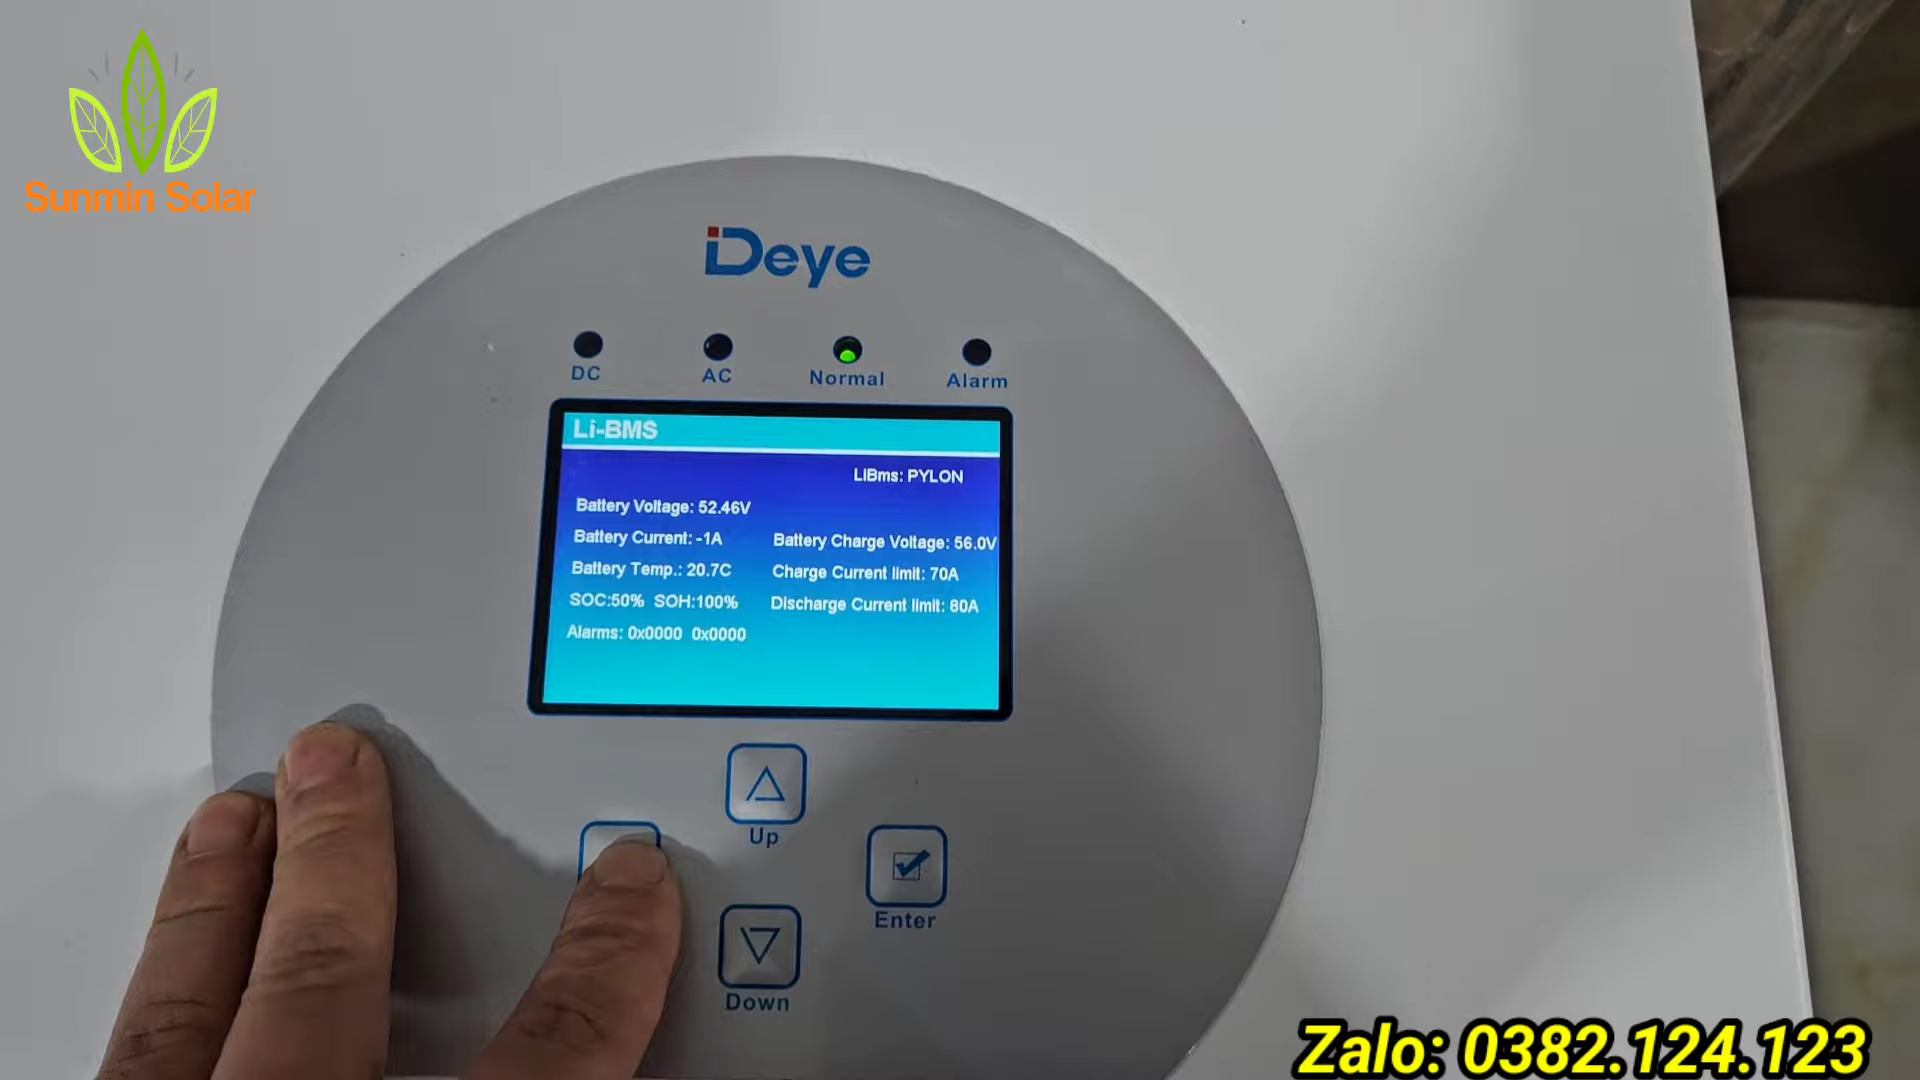 Sunmin Solar
Deye
DC
AC
Normal
Alarm
Li-BMS
LiBms: PYLON
Battery Voltage: 52.46V
Battery Current: -1A
Battery Charge Voltage: 56.0V
Battery Temp.: 20.7C
Charge Current limit: 70A
SOC:50% SOH:100%
Discharge Current limit: 80A
Alarms: 0x0000 0x0000
Up
Enter
Down
Zalo: 0382.124.123